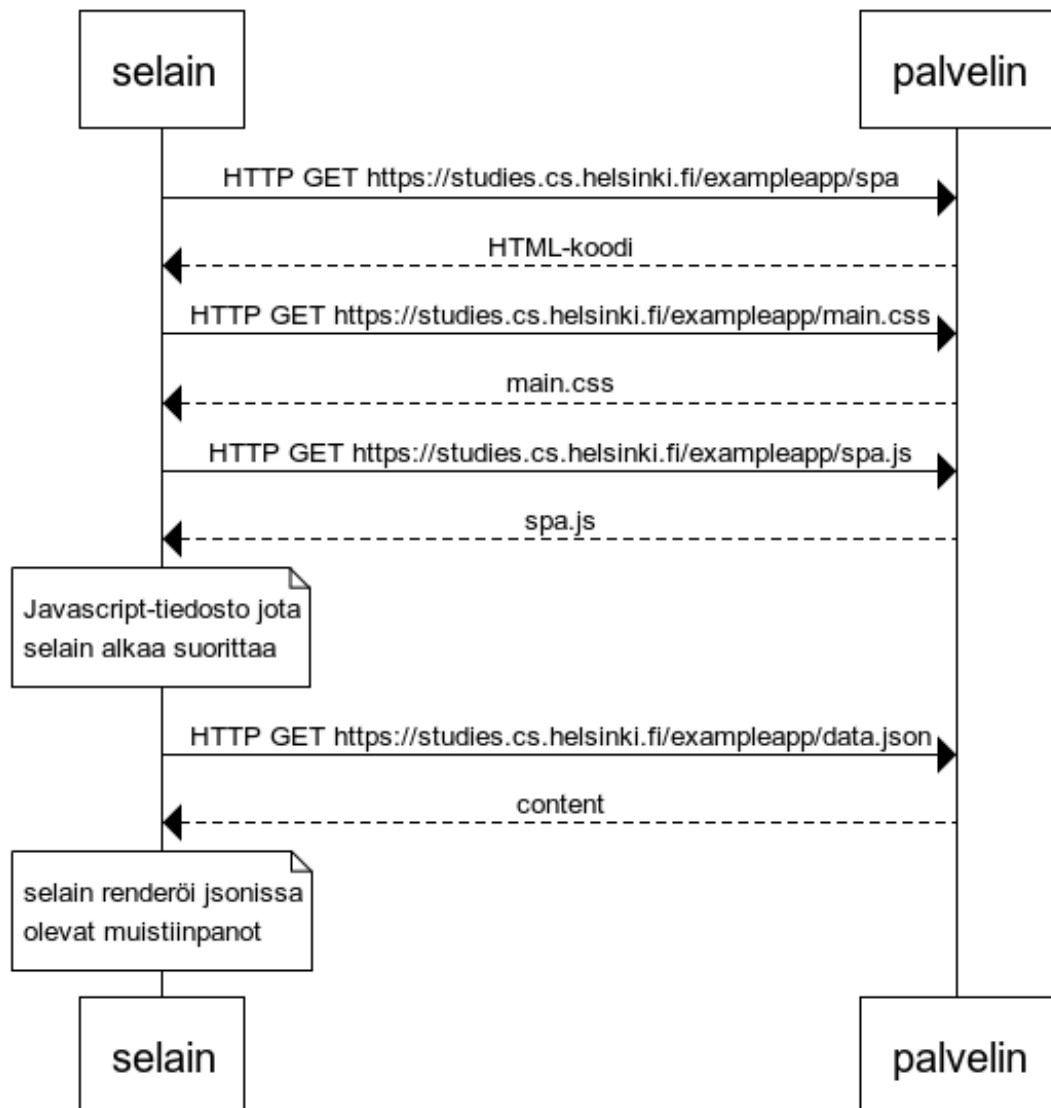 selain
palvelin
HTTP GET https://studies.cs.helsinki.fi/exampleapp/spa
HTML-koodi
HTTP GET https://studies.cs.helsinki.fi/exampleapp/main.css
main.css
HTTP GET https://studies.cs.helsinki.fi/exampleapp/spa.js
spa.js
Javascript-tiedosto jota
selain alkaa suorittaa
HTTP GET https://studies.cs.helsinki.fi/exampleapp/data.json
content
selain renderöi jsonissa
olevat muistiinpanot
selain
palvelin